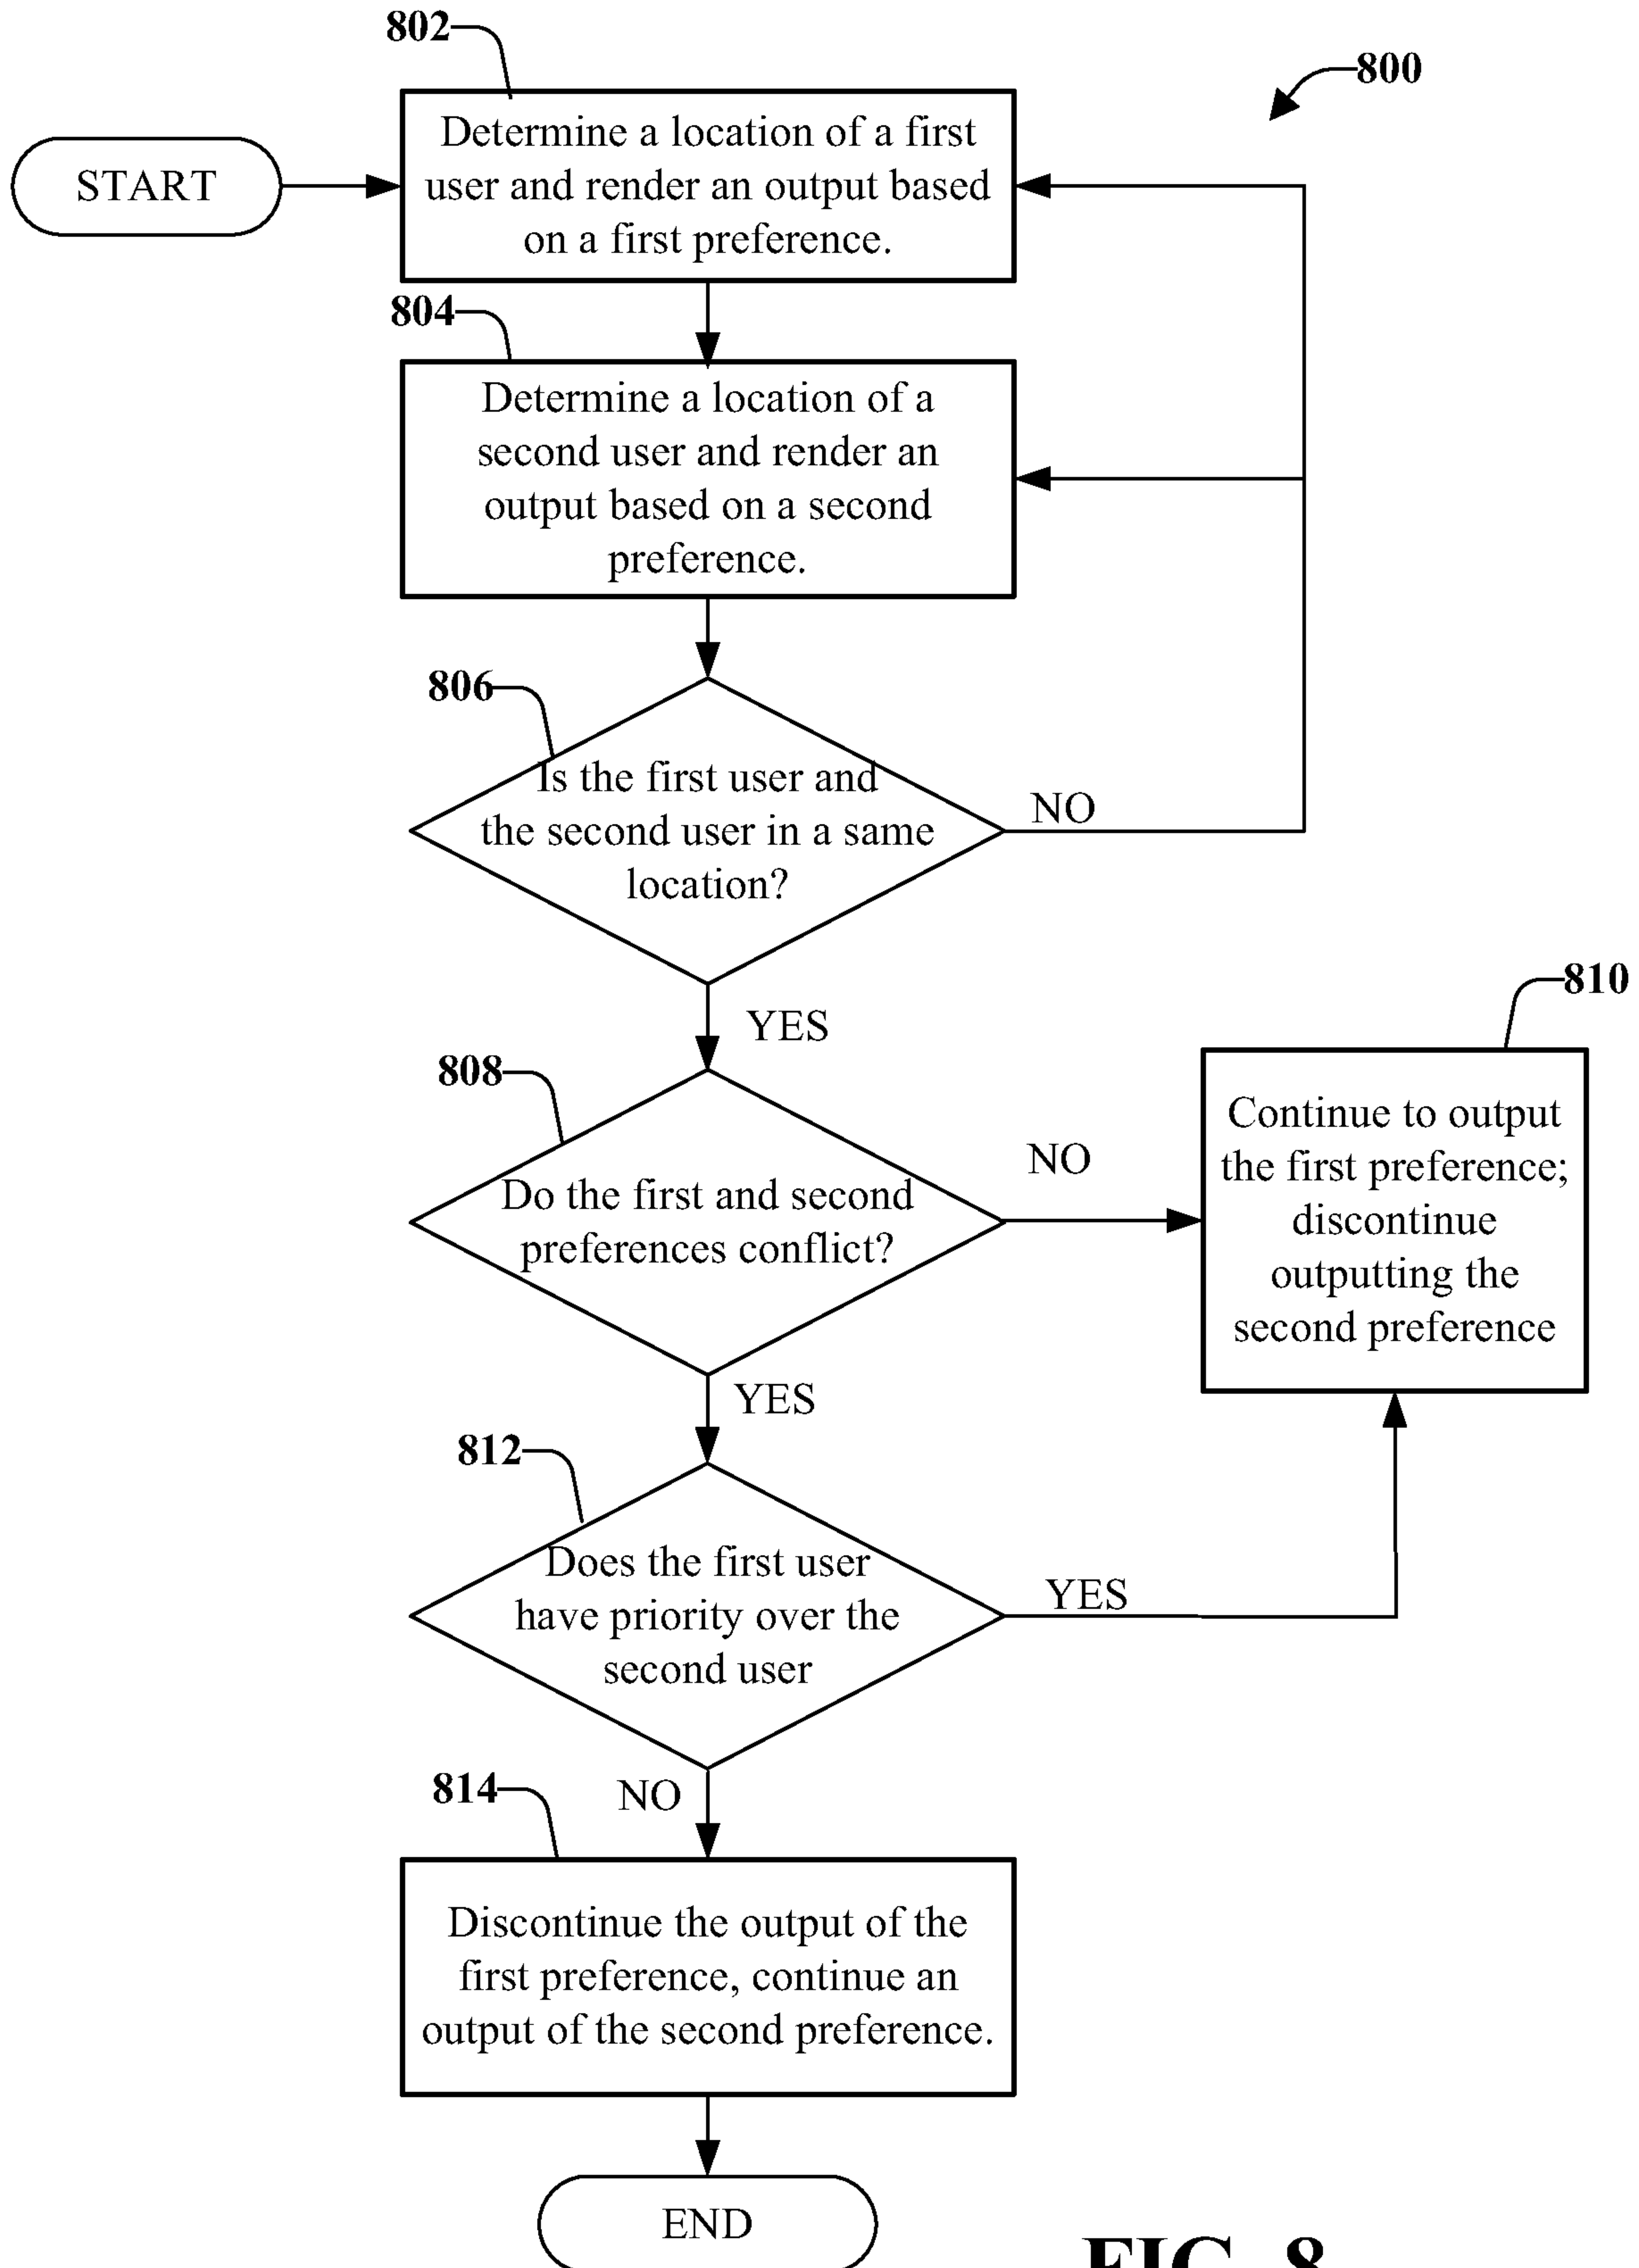 802
800
START
Determine a location of a first
user and render an output based
on a first preference.
804
Determine a location of a
second user and render an
output based on a second
preference.
806
Is the first user and
the second user in a same
location?
NO
YES
810
808
Do the first and second
preferences conflict?
NO
Continue to output
the first preference;
discontinue
outputting the
second preference
YES
812
Does the first user
have priority over the
second user
YES
NO
814
Discontinue the output of the
first preference, continue an
output of the second preference.
END
FIG. 8